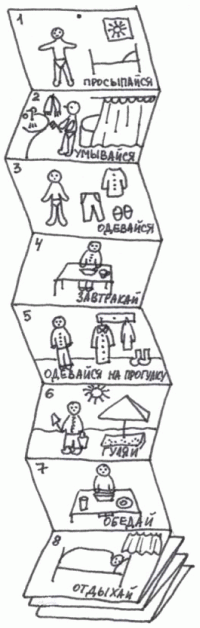 1
ПРОСЫПАЙСЯ
2
УМЫВАЙСЯ
3
ОДЕВАЙСЯ
4
ЗАВТРАКАЙ
5
ОДЕВАЙСЯ НА ПРОГУЛКУ
6
ГУЛЯЙ
7
ОБЕДАЙ
8
ОТДЫХАЙ